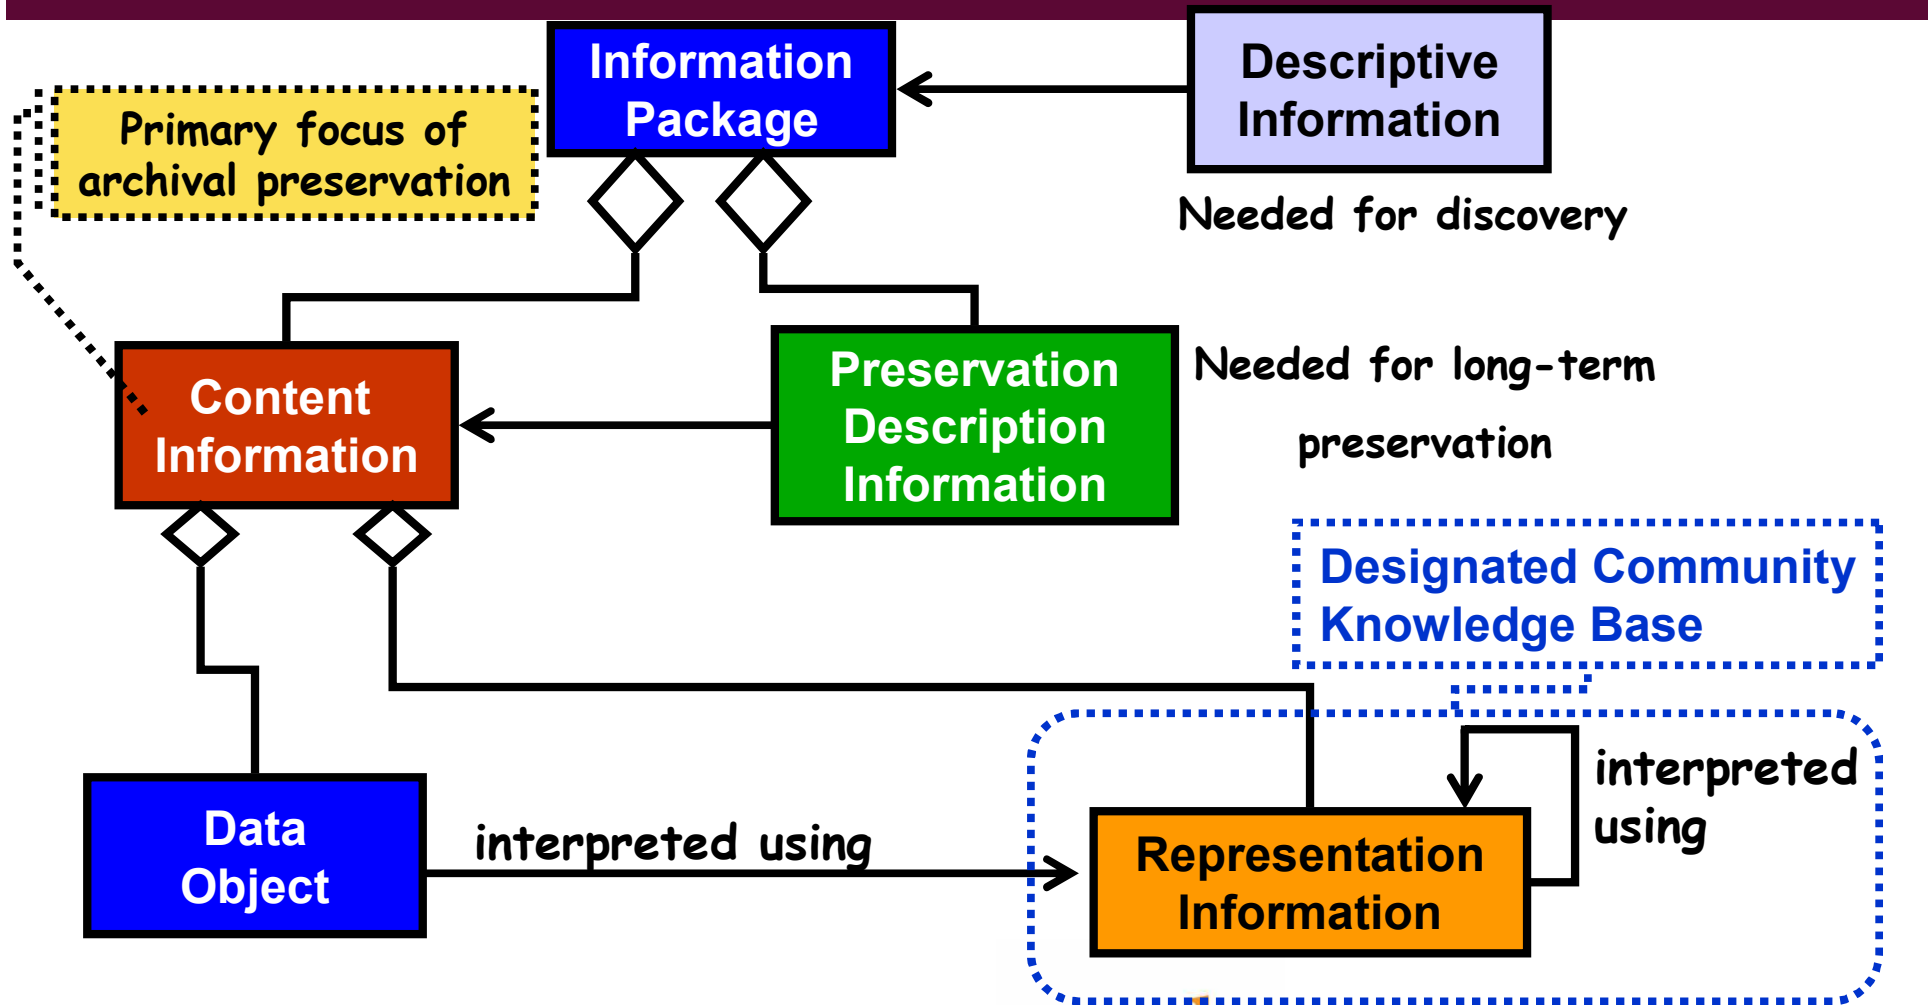 Information
Package
Descriptive
Information
Primary focus of
archival preservation
Needed for discovery
Content
Information
Preservation
Description
Information
Needed for long-term
preservation
Designated Community
Knowledge Base
Data
Object
interpreted using
Representation
Information
interpreted
using